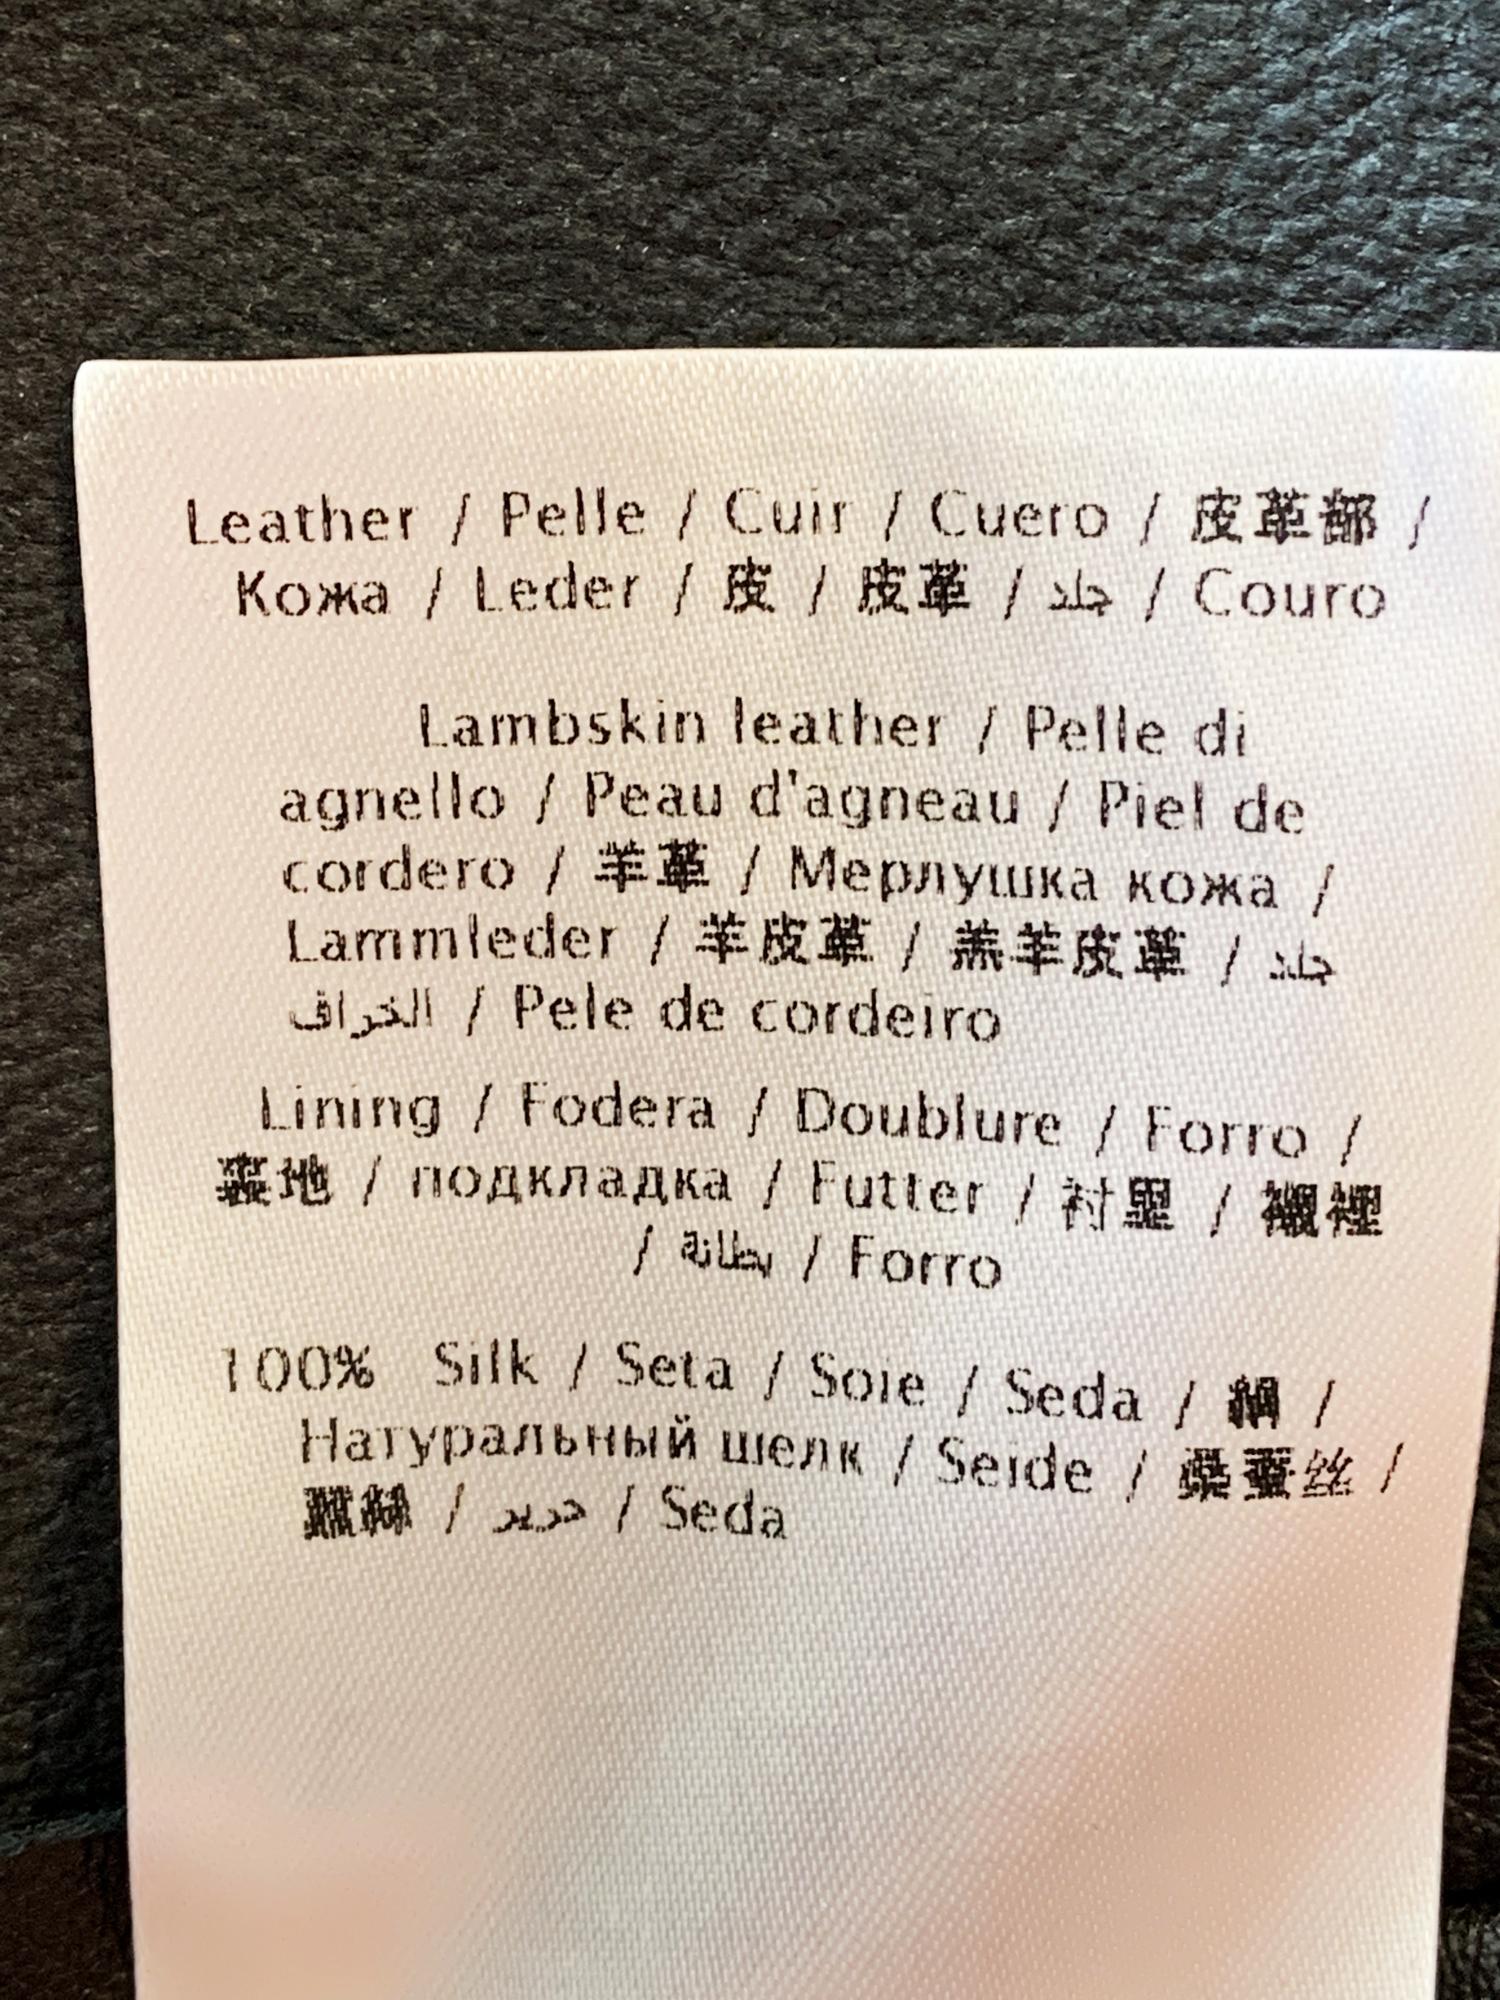 Leather / Pelle / Cuir / Cuero / 皮革部 /
Кожа / Leder / 皮 / 皮革 / جلد / Couro
Lambskin leather / Pelle di
agnello / Peau d'agneau / Piel de
cordero / 羊革 / Мерлушка кожа /
Lammleder / 羊皮革 / 羔羊皮革 / جلد
الخراف / Pele de cordeiro
Lining / Fodera / Doublure / Forro /
裏地 / подкладка / Futter / 衬里 / 襯裡
/ بطانة / Forro
100% Silk / Seta / Soie / Seda / 絹 /
Натуральный шелк / Seide / 桑蚕丝 /
蠶絲 / حرير / Seda